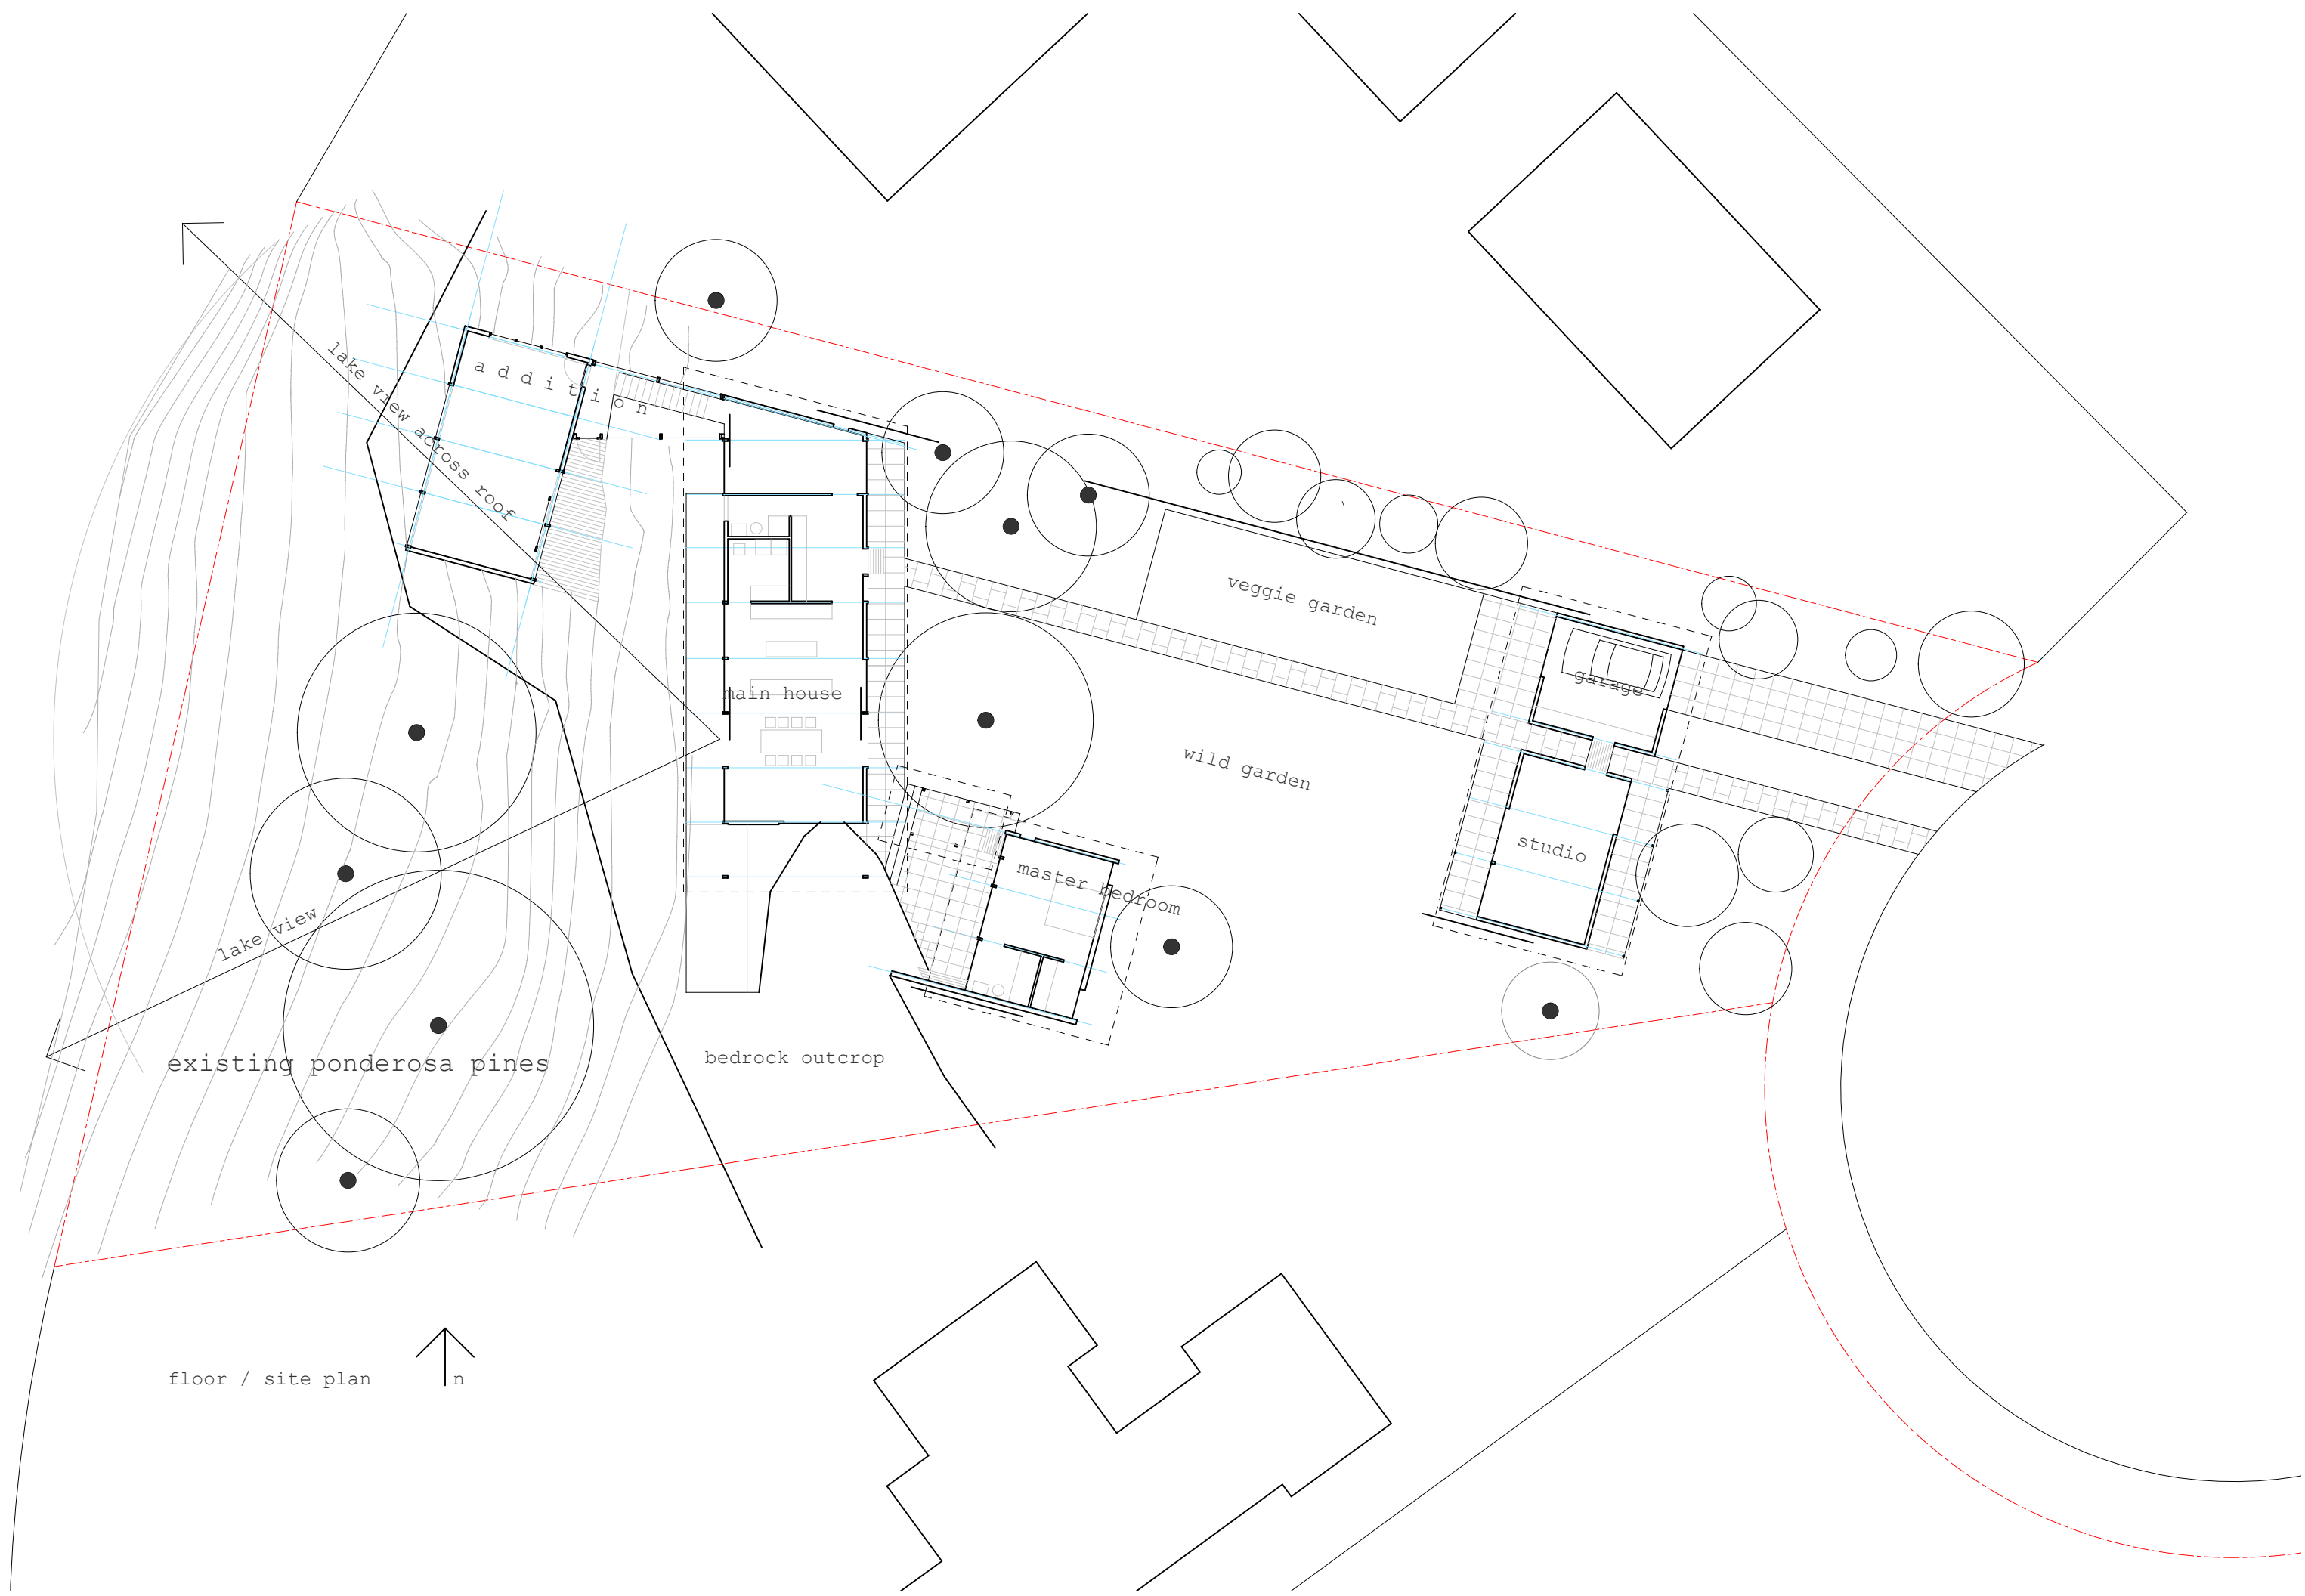 addition
lake view across roof
veggie garden
garage
main house
wild garden
studio
master bedroom
lake view
existing ponderosa pines
bedrock outcrop
floor / site plan
n